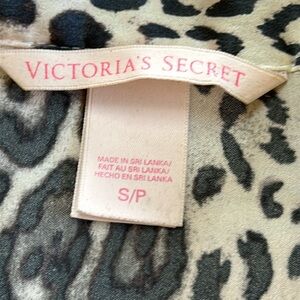 VICTORIA'S SECRET
MADE IN SRI LANKA/
FAIT AU SRI LANKA/
HECHO EN SRI LANKA
S/P